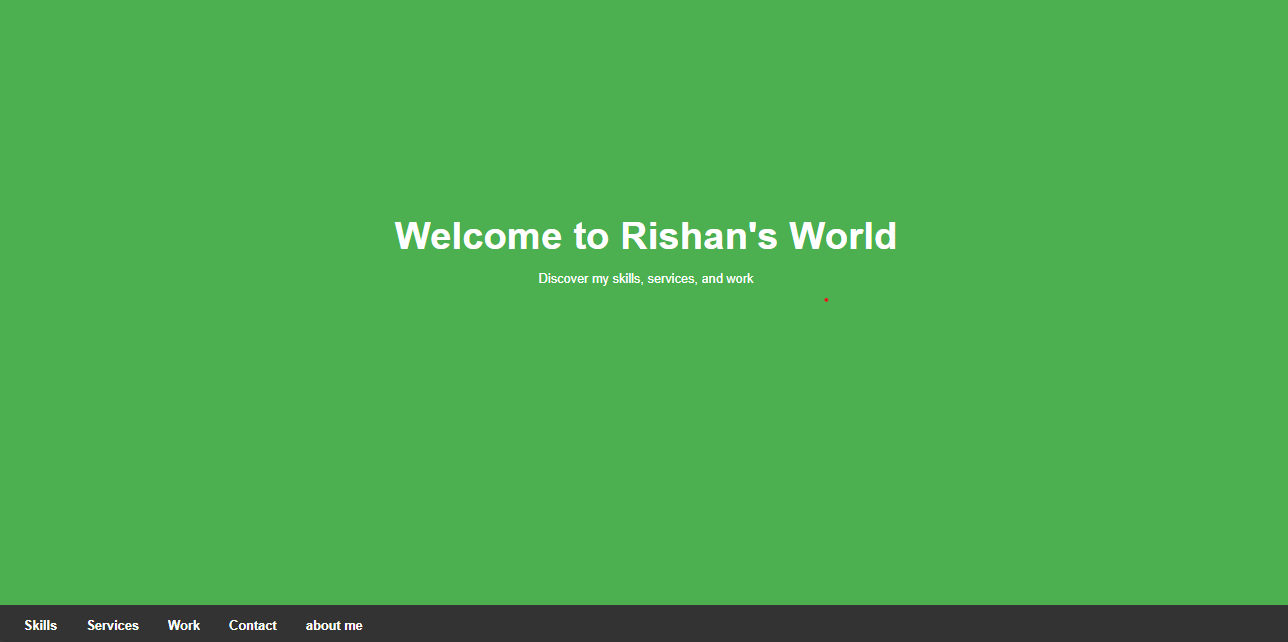 Welcome to Rishan's World
Discover my skills, services, and work
Skills Services Work Contact about me